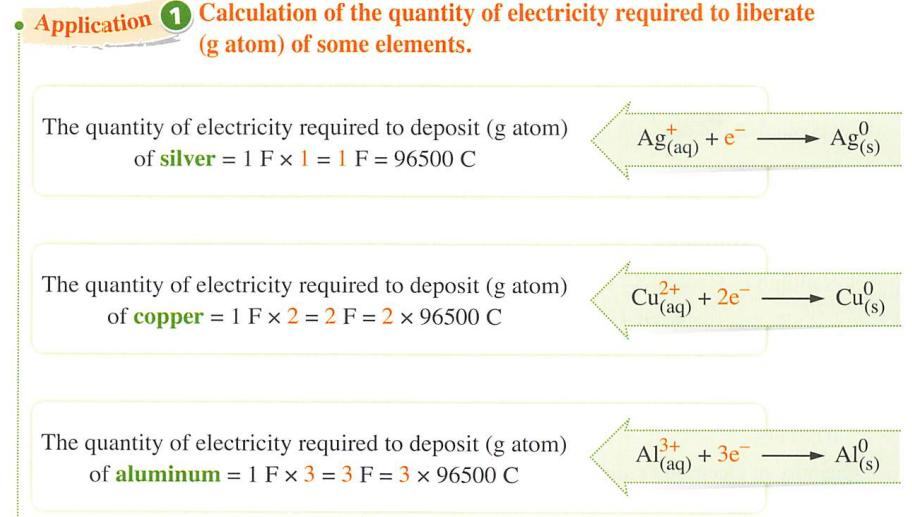 Application 1 Calculation of the quantity of electricity required to liberate
(g atom) of some elements.
The quantity of electricity required to deposit (g atom)
of silver = 1 F × 1 = 1 F = 96500 C
Ag⁺(aq) + e⁻ ⟶ Ag⁰(s)
The quantity of electricity required to deposit (g atom)
of copper = 1 F × 2 = 2 F = 2 × 96500 C
Cu²⁺(aq) + 2e⁻ ⟶ Cu⁰(s)
The quantity of electricity required to deposit (g atom)
of aluminum = 1 F × 3 = 3 F = 3 × 96500 C
Al³⁺(aq) + 3e⁻ ⟶ Al⁰(s)